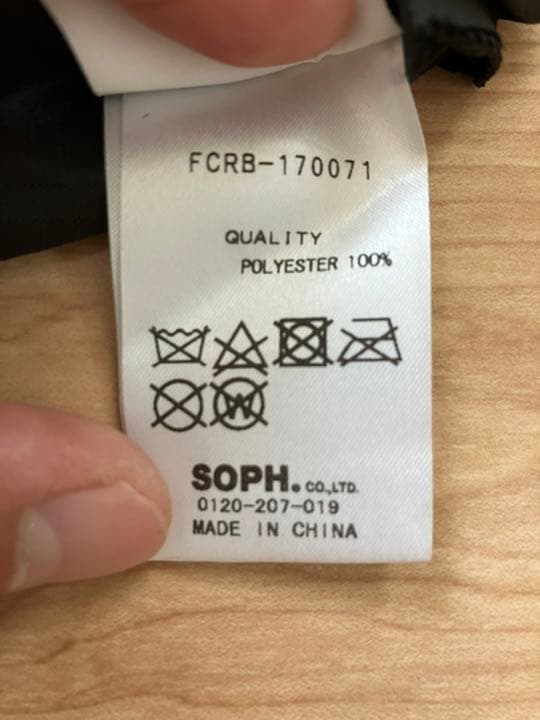 FCRB-170071
QUALITY
POLYESTER 100%
W
SOPH. CO.,LTD.
0120-207-019
MADE IN CHINA